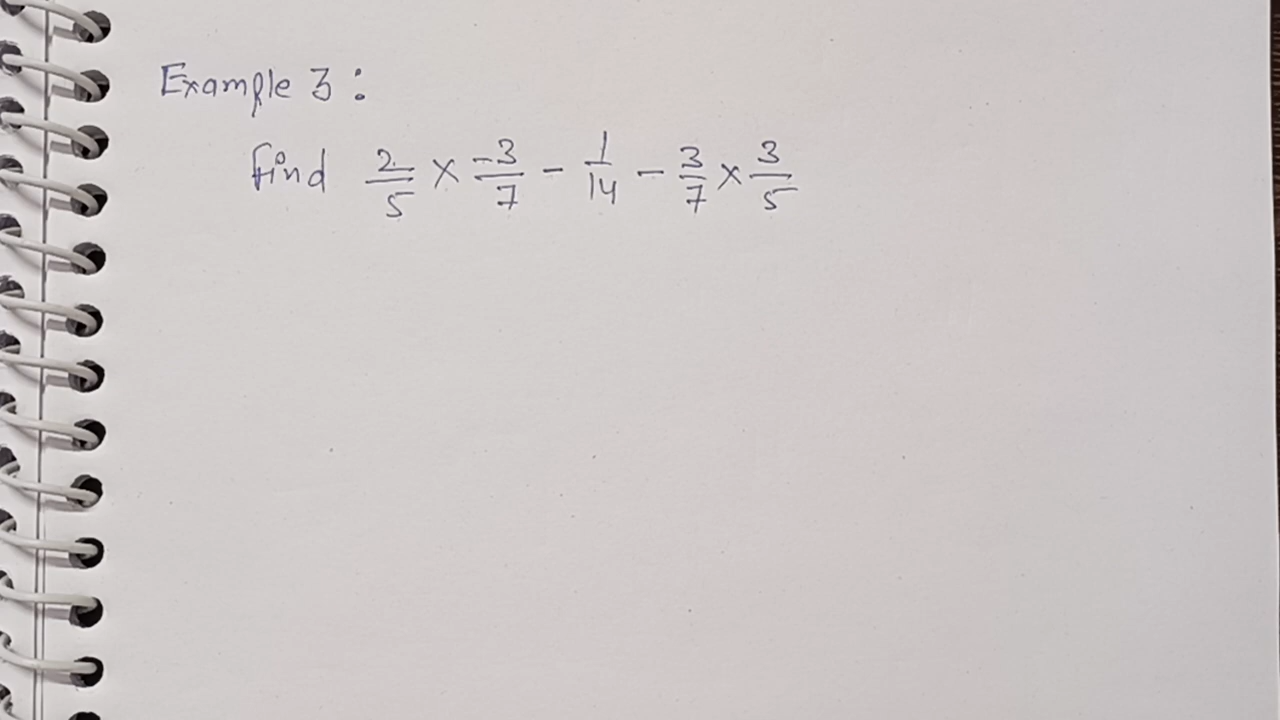 Example 3 :
Find 2/5 × -3/7 - 1/14 - 3/7 × 3/5